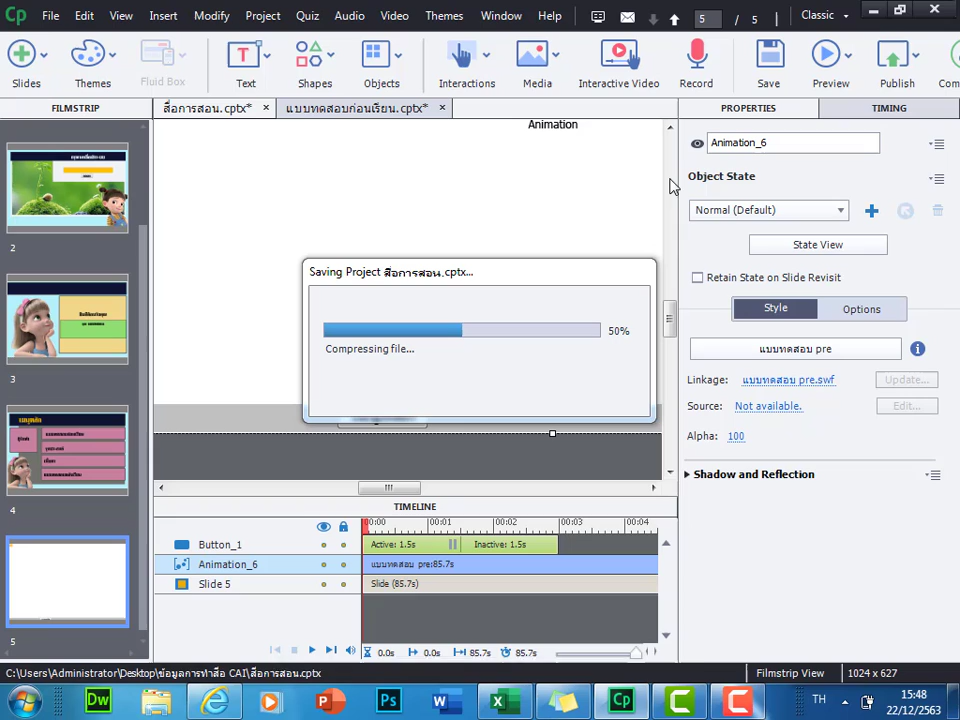 Cp File Edit View Insert Modify Project Quiz Audio Video Themes Window Help 5 / 5 Classic
Slides Themes Fluid Box Text Shapes Objects Interactions Media Interactive Video Record Save Preview Publish Com
FILMSTRIP สื่อการสอน.cptx* × แบบทดสอบก่อนเรียน.cptx* × PROPERTIES TIMING
Animation
Animation_6
Object State
Normal (Default)
State View
Retain State on Slide Revisit
Style Options
แบบทดสอบ pre
Linkage: แบบทดสอบ pre.swf Update...
Source: Not available. Edit...
Alpha: 100
Shadow and Reflection
2
3
4
5
Saving Project สื่อการสอน.cptx...
50%
Compressing file...
TIMELINE
00:00 00:01 00:02 00:03 00:04
Button_1 Active: 1.5s Inactive: 1.5s
Animation_6 แบบทดสอบ pre:85.7s
Slide 5 Slide (85.7s)
0.0s 0.0s 85.7s 85.7s
C:\Users\Administrator\Desktop\ข้อมูลการทำสื่อ CAI\สื่อการสอน.cptx Filmstrip View 1024 x 627
Dw Ps Cp TH 15:48
22/12/2563